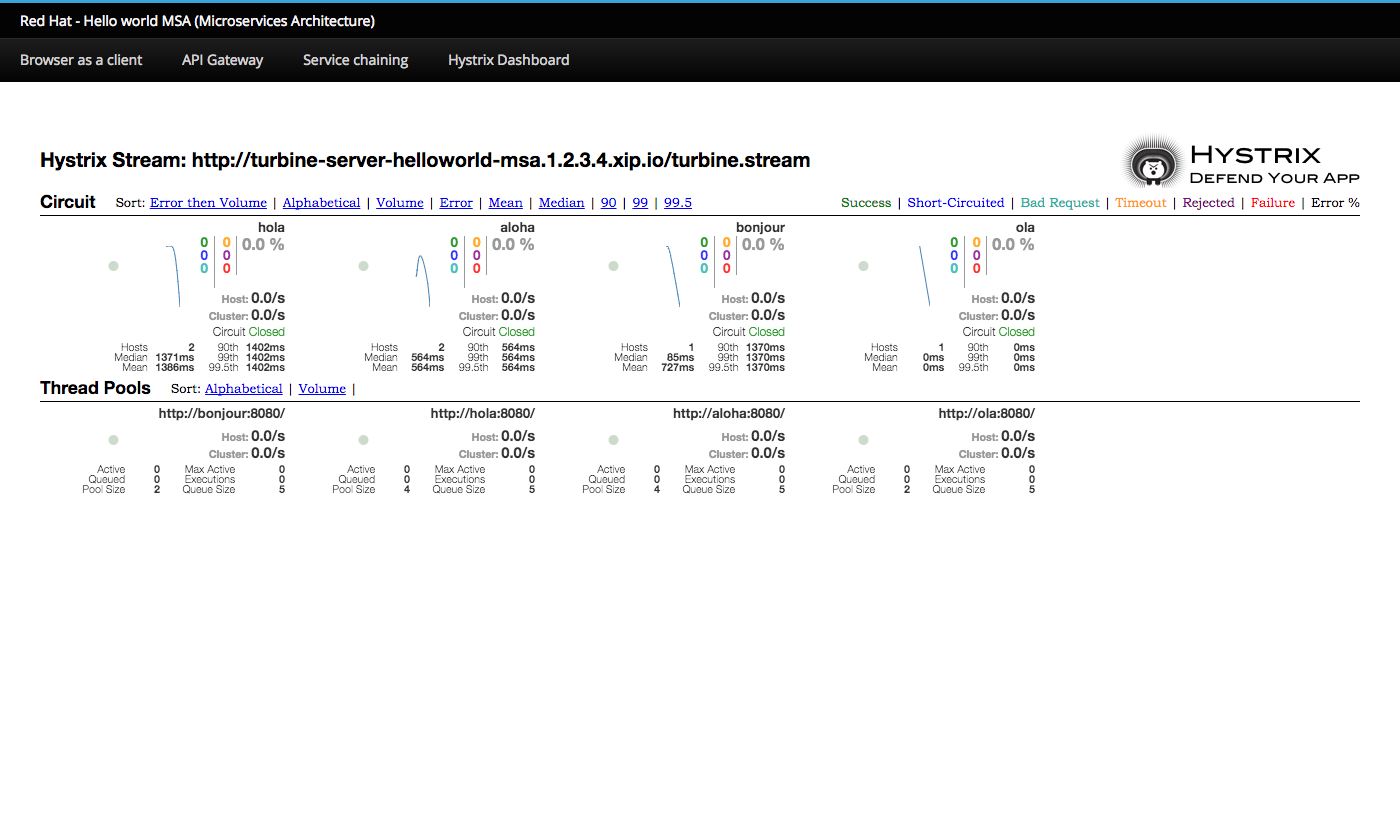 Red Hat - Hello world MSA (Microservices Architecture)
Browser as a client API Gateway Service chaining Hystrix Dashboard
Hystrix Stream: http://turbine-server-helloworld-msa.1.2.3.4.xip.io/turbine.stream
HYSTRIX
DEFEND YOUR APP
Circuit Sort: Error then Volume | Alphabetical | Volume | Error | Mean | Median | 90 | 99 | 99.5
Success | Short-Circuited | Bad Request | Timeout | Rejected | Failure | Error %
hola
0 0 0.0 %
0 0
0 0
Host: 0.0/s
Cluster: 0.0/s
Circuit Closed
Hosts 2 90th 1402ms
Median 1371ms 99th 1402ms
Mean 1386ms 99.5th 1402ms
aloha
0 0 0.0 %
0 0
0 0
Host: 0.0/s
Cluster: 0.0/s
Circuit Closed
Hosts 2 90th 564ms
Median 564ms 99th 564ms
Mean 564ms 99.5th 564ms
bonjour
0 0 0.0 %
0 0
0 0
Host: 0.0/s
Cluster: 0.0/s
Circuit Closed
Hosts 1 90th 1370ms
Median 85ms 99th 1370ms
Mean 727ms 99.5th 1370ms
ola
0 0 0.0 %
0 0
0 0
Host: 0.0/s
Cluster: 0.0/s
Circuit Closed
Hosts 1 90th 0ms
Median 0ms 99th 0ms
Mean 0ms 99.5th 0ms
Thread Pools Sort: Alphabetical | Volume |
http://bonjour:8080/
Host: 0.0/s
Cluster: 0.0/s
Active 0 Max Active 0
Queued 0 Executions 0
Pool Size 2 Queue Size 5
http://hola:8080/
Host: 0.0/s
Cluster: 0.0/s
Active 0 Max Active 0
Queued 0 Executions 0
Pool Size 4 Queue Size 5
http://aloha:8080/
Host: 0.0/s
Cluster: 0.0/s
Active 0 Max Active 0
Queued 0 Executions 0
Pool Size 4 Queue Size 5
http://ola:8080/
Host: 0.0/s
Cluster: 0.0/s
Active 0 Max Active 0
Queued 0 Executions 0
Pool Size 2 Queue Size 5